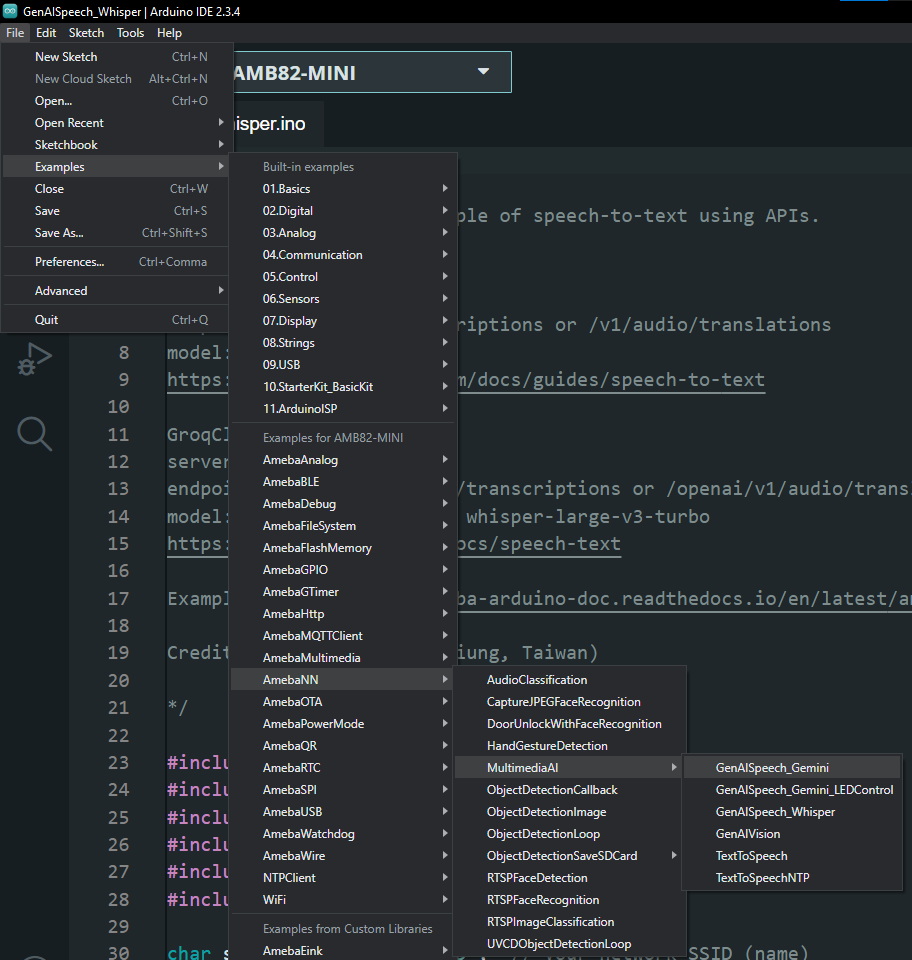 GenAISpeech_Whisper | Arduino IDE 2.3.4
File Edit Sketch Tools Help
New Sketch Ctrl+N
New Cloud Sketch Alt+Ctrl+N
Open... Ctrl+O
Open Recent
Sketchbook
Examples
Close Ctrl+W
Save Ctrl+S
Save As... Ctrl+Shift+S
Preferences... Ctrl+Comma
Advanced
Quit Ctrl+Q
AMB82-MINI
isper.ino
Built-in examples
01.Basics
02.Digital
03.Analog
04.Communication
05.Control
06.Sensors
07.Display
08.Strings
09.USB
10.StarterKit_BasicKit
11.ArduinoISP
Examples for AMB82-MINI
AmebaAnalog
AmebaBLE
AmebaDebug
AmebaFileSystem
AmebaFlashMemory
AmebaGPIO
AmebaGTimer
AmebaHttp
AmebaMQTTClient
AmebaMultimedia
AmebaNN
AmebaOTA
AmebaPowerMode
AmebaQR
AmebaRTC
AmebaSPI
AmebaUSB
AmebaWatchdog
AmebaWire
NTPClient
WiFi
Examples from Custom Libraries
AmebaEink
AudioClassification
CaptureJPEGFaceRecognition
DoorUnlockWithFaceRecognition
HandGestureDetection
MultimediaAI
ObjectDetectionCallback
ObjectDetectionImage
ObjectDetectionLoop
ObjectDetectionSaveSDCard
RTSPFaceDetection
RTSPFaceRecognition
RTSPImageClassification
UVCDObjectDetectionLoop
GenAISpeech_Gemini
GenAISpeech_Gemini_LEDControl
GenAISpeech_Whisper
GenAIVision
TextToSpeech
TextToSpeechNTP
ple of speech-to-text using APIs.
riptions or /v1/audio/translations
8 model:
9 https: m/docs/guides/speech-to-text
10
11 GroqCl
12 server
13 endpoi /transcriptions or /openai/v1/audio/transl
14 model: whisper-large-v3-turbo
15 https: ocs/speech-text
16
17 Exampl ba-arduino-doc.readthedocs.io/en/latest/am
18
19 Credit iung, Taiwan)
20
21 */
22
23 #inclu
24 #inclu
25 #inclu
26 #inclu
27 #inclu
28 #inclu
29
30 char s SSID (name)